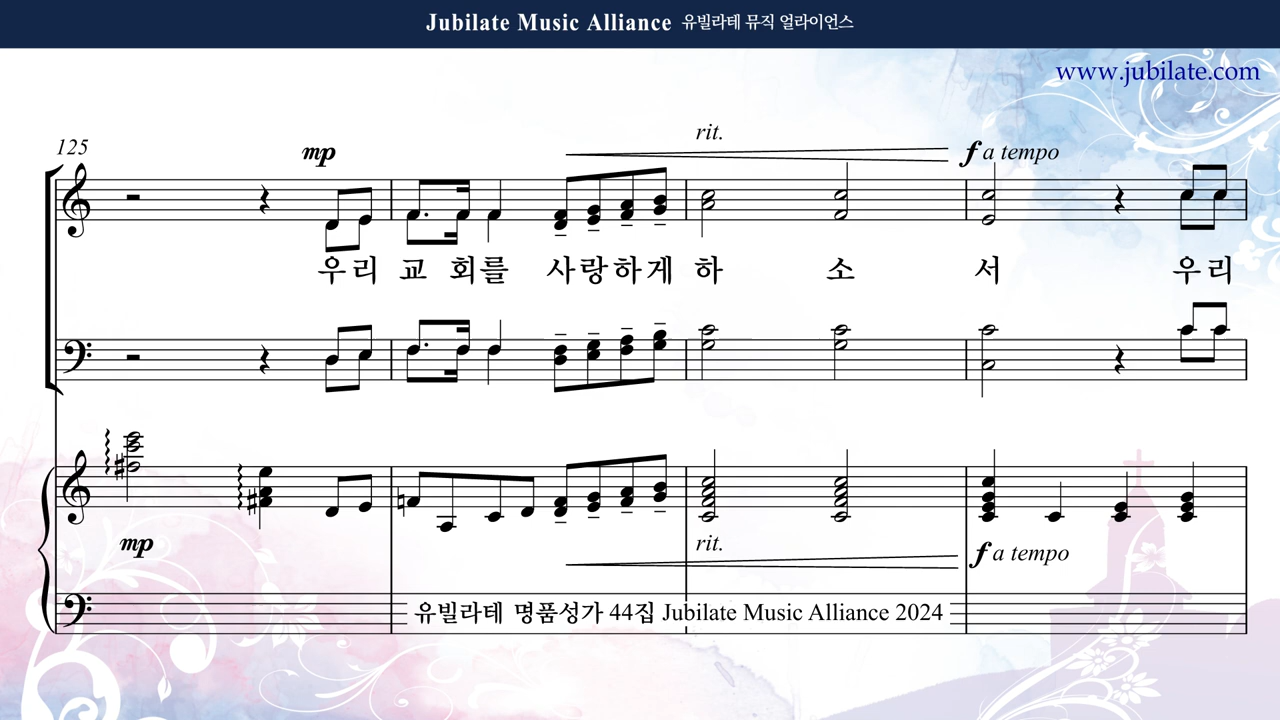 Jubilate Music Alliance 유빌라테 뮤직 얼라이언스
www.jubilate.com
125
mp
rit.
f a tempo
우리 교 회를 사랑하게 하 소 서 우리
mp
rit.
f a tempo
유빌라테 명품성가 44집 Jubilate Music Alliance 2024